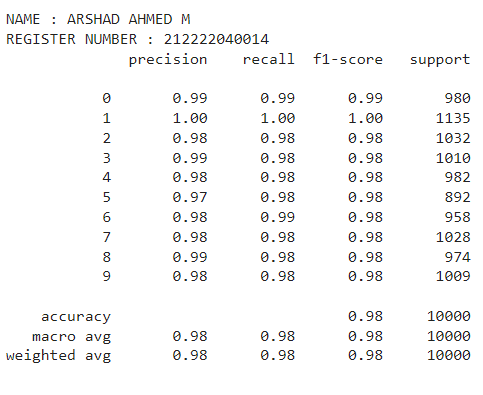 NAME : ARSHAD AHMED M
REGISTER NUMBER : 212222040014
precision recall f1-score support
0 0.99 0.99 0.99 980
1 1.00 1.00 1.00 1135
2 0.98 0.98 0.98 1032
3 0.99 0.98 0.98 1010
4 0.98 0.98 0.98 982
5 0.97 0.98 0.98 892
6 0.98 0.99 0.98 958
7 0.98 0.98 0.98 1028
8 0.99 0.98 0.98 974
9 0.98 0.98 0.98 1009
accuracy 0.98 10000
macro avg 0.98 0.98 0.98 10000
weighted avg 0.98 0.98 0.98 10000